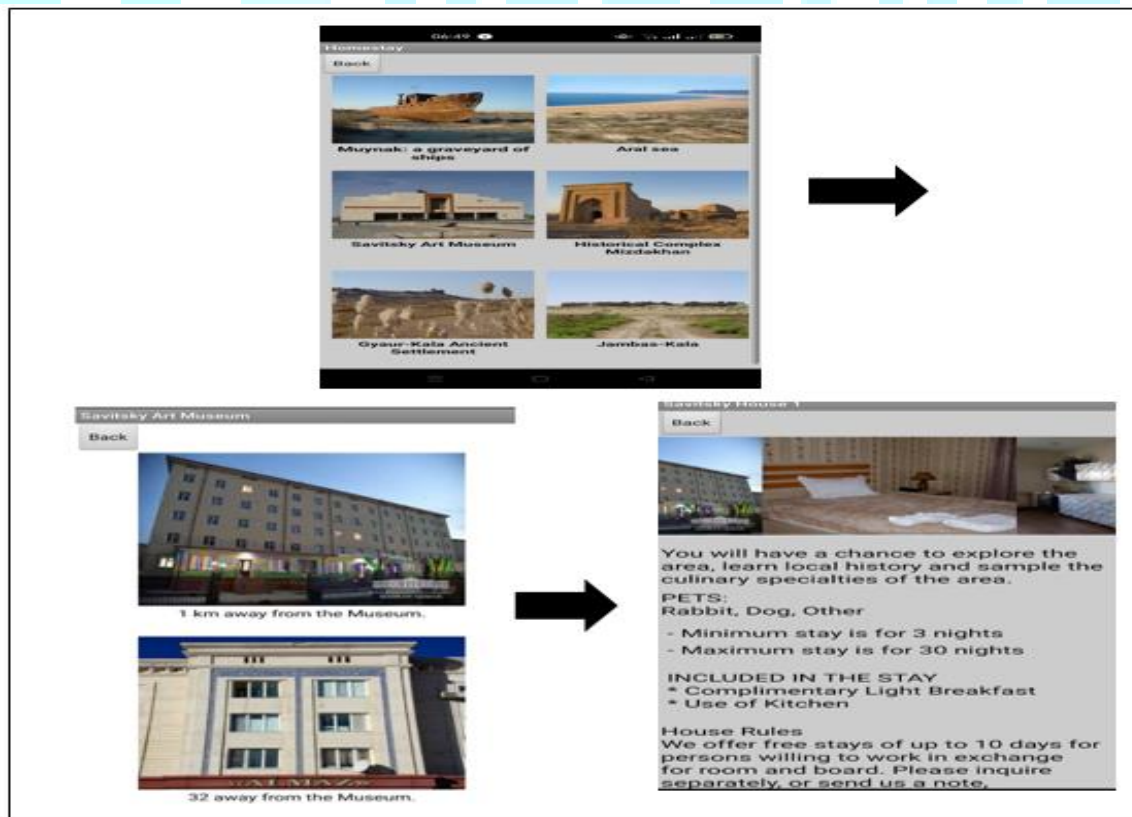 06:49
Homestay
Back
Muynak: a graveyard of
ships
Aral sea
Savitsky Art Museum
Historical Complex
Mizdakhan
Gyaur-Kala Ancient
Settlement
Jambas-Kala
Savitsky Art Museum
Back
1 km away from the Museum.
ALMAZ
32 away from the Museum.
Savitsky House 1
Back
You will have a chance to explore the
area, learn local history and sample the
culinary specialties of the area.
PETS:
Rabbit, Dog, Other
- Minimum stay is for 3 nights
- Maximum stay is for 30 nights
INCLUDED IN THE STAY
* Complimentary Light Breakfast
* Use of Kitchen
House Rules
We offer free stays of up to 10 days for
persons willing to work in exchange
for room and board. Please inquire
separately, or send us a note,